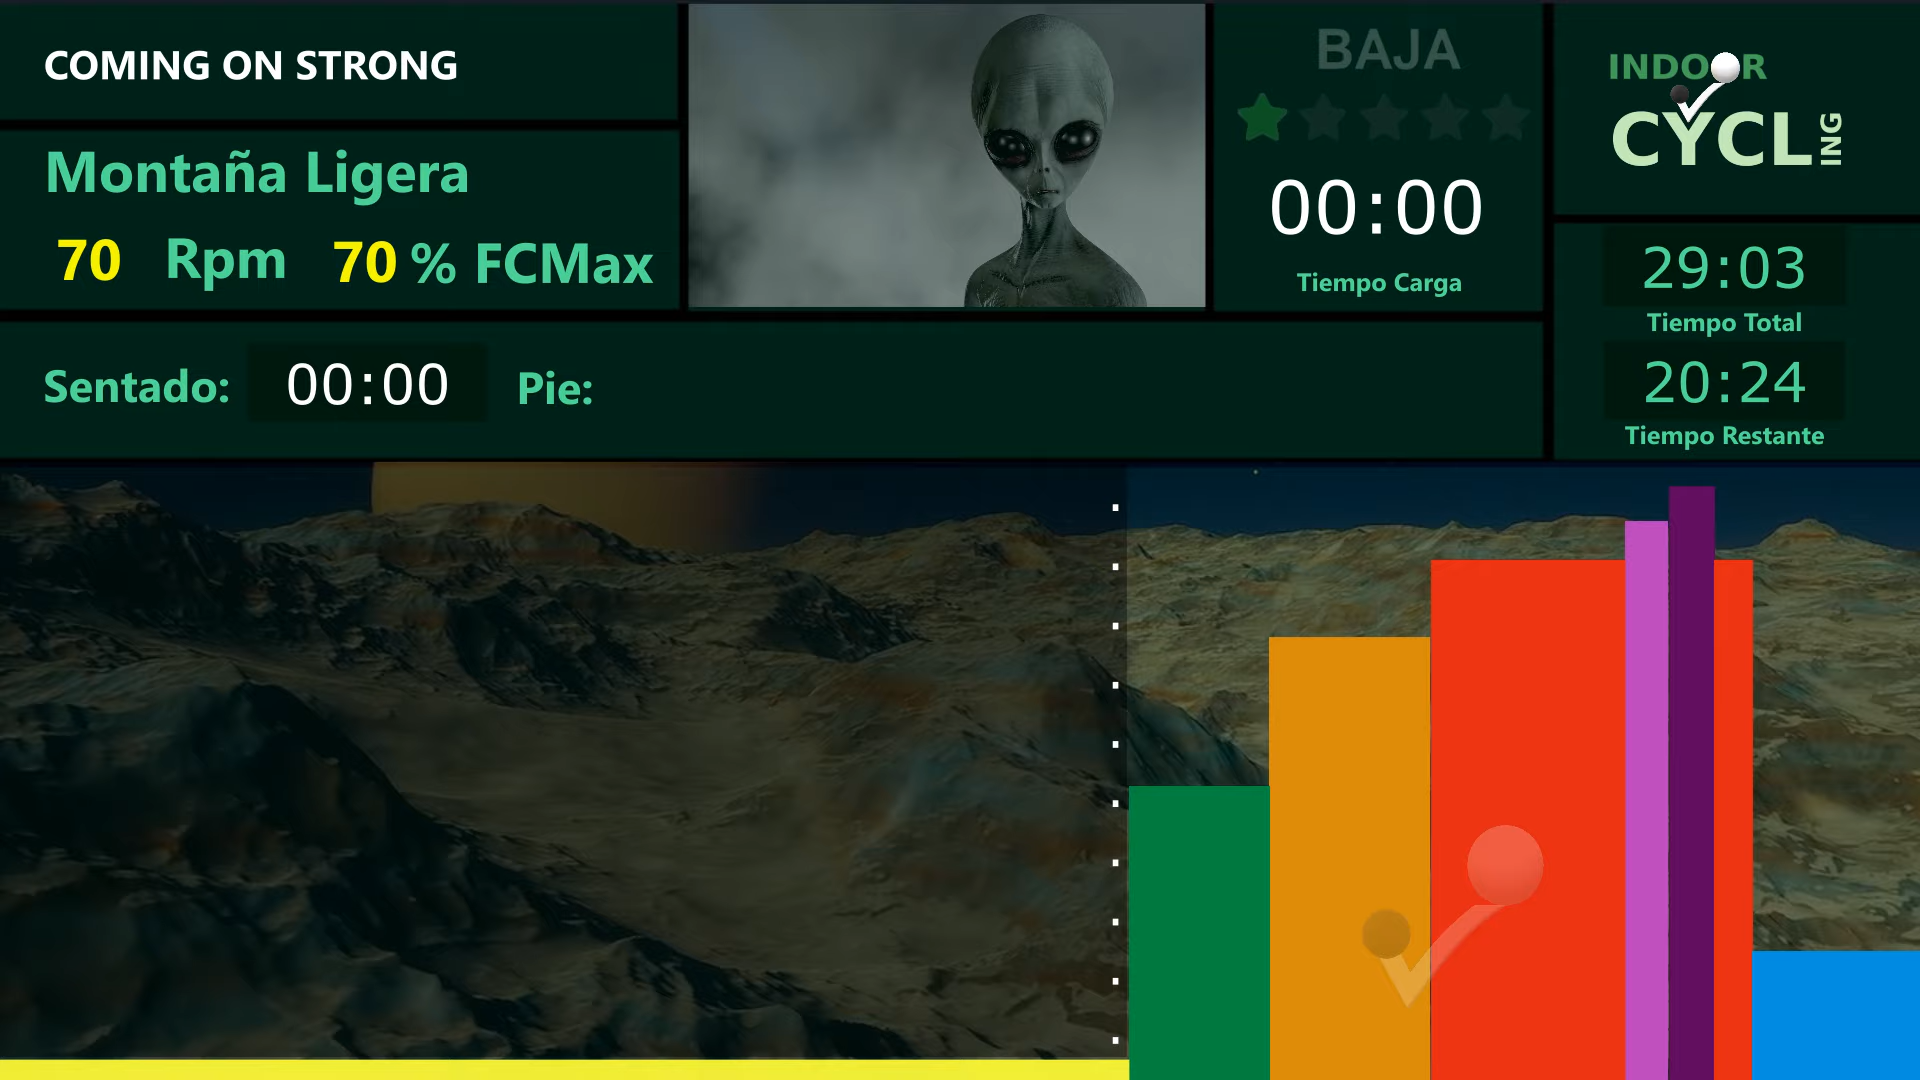 COMING ON STRONG
Montaña Ligera
70 Rpm 70 % FCMax
Sentado: 00:00 Pie:
BAJA
00:00
Tiempo Carga
INDOOR
CYCLING
29:03
Tiempo Total
20:24
Tiempo Restante